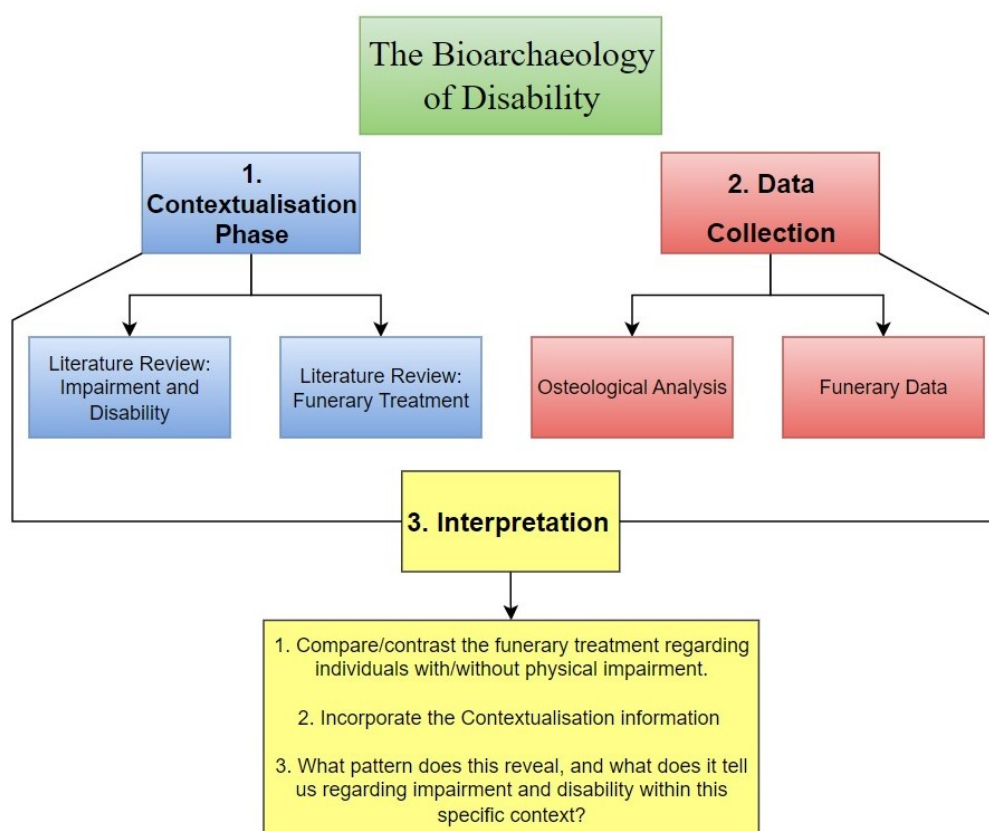 The Bioarchaeology
of Disability
1.
Contextualisation
Phase
2. Data
Collection
Literature Review:
Impairment and
Disability
Literature Review:
Funerary Treatment
Osteological Analysis
Funerary Data
3. Interpretation
1. Compare/contrast the funerary treatment regarding
individuals with/without physical impairment.
2. Incorporate the Contextualisation information
3. What pattern does this reveal, and what does it tell
us regarding impairment and disability within this
specific context?